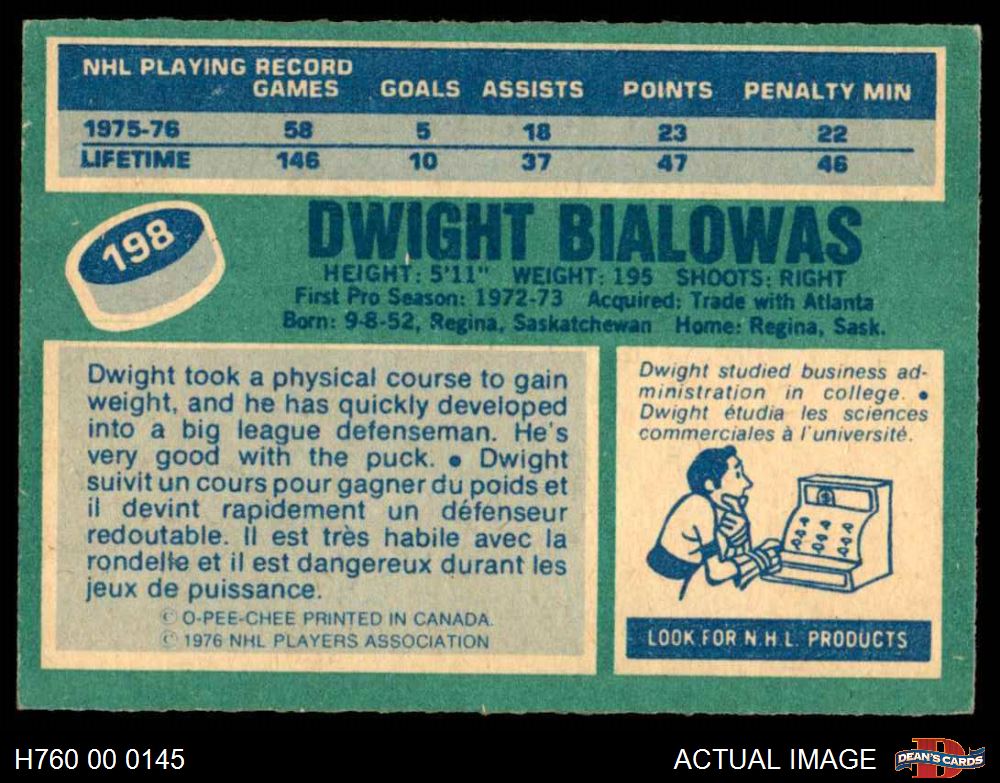 NHL PLAYING RECORD
GAMES GOALS ASSISTS POINTS PENALTY MIN
1975-76 58 5 18 23 22
LIFETIME 146 10 37 47 46
198
DWIGHT BIALOWAS
HEIGHT: 5'11" WEIGHT: 195 SHOOTS: RIGHT
First Pro Season: 1972-73 Acquired: Trade with Atlanta
Born: 9-8-52, Regina, Saskatchewan Home: Regina, Sask.
Dwight took a physical course to gain
weight, and he has quickly developed
into a big league defenseman. He's
very good with the puck. ● Dwight
suivit un cours pour gagner du poids et
il devint rapidement un défenseur
redoutable. Il est très habile avec la
rondelle et il est dangereux durant les
jeux de puissance.
© O-PEE-CHEE PRINTED IN CANADA.
© 1976 NHL PLAYERS ASSOCIATION
Dwight studied business ad-
ministration in college. ●
Dwight étudia les sciences
commerciales à l'université.
LOOK FOR N.H.L. PRODUCTS
H760 00 0145
ACTUAL IMAGE
D
DEAN'S CARDS